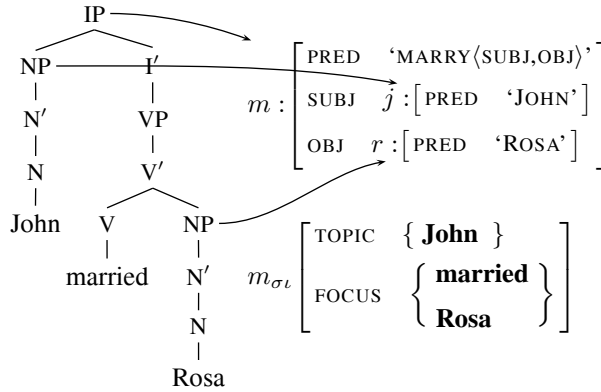 IP
NP I′
N′ VP
N V′
John V NP
married N′
N
Rosa
m : [ PRED ‘MARRY⟨SUBJ,OBJ⟩’
SUBJ j : [ PRED ‘JOHN’ ]
OBJ r : [ PRED ‘ROSA’ ] ]
mσι [ TOPIC { John }
FOCUS { married
Rosa } ]